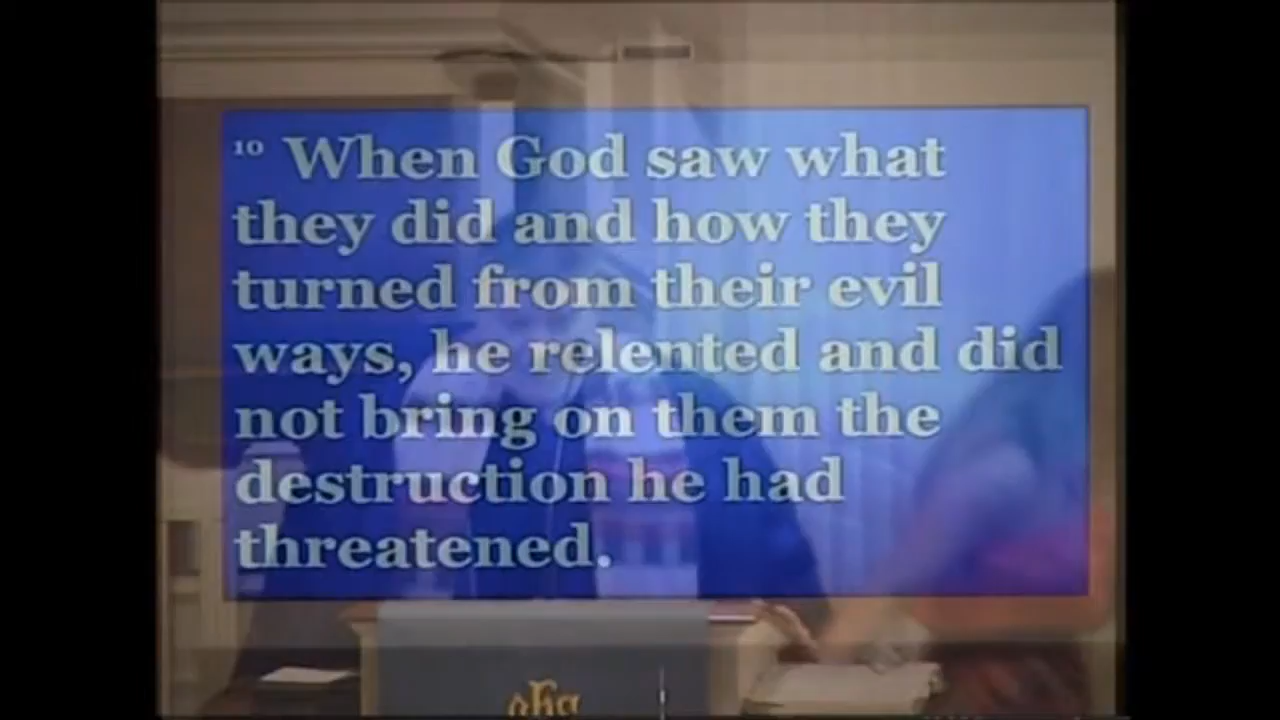 10 When God saw what
they did and how they
turned from their evil
ways, he relented and did
not bring on them the
destruction he had
threatened.